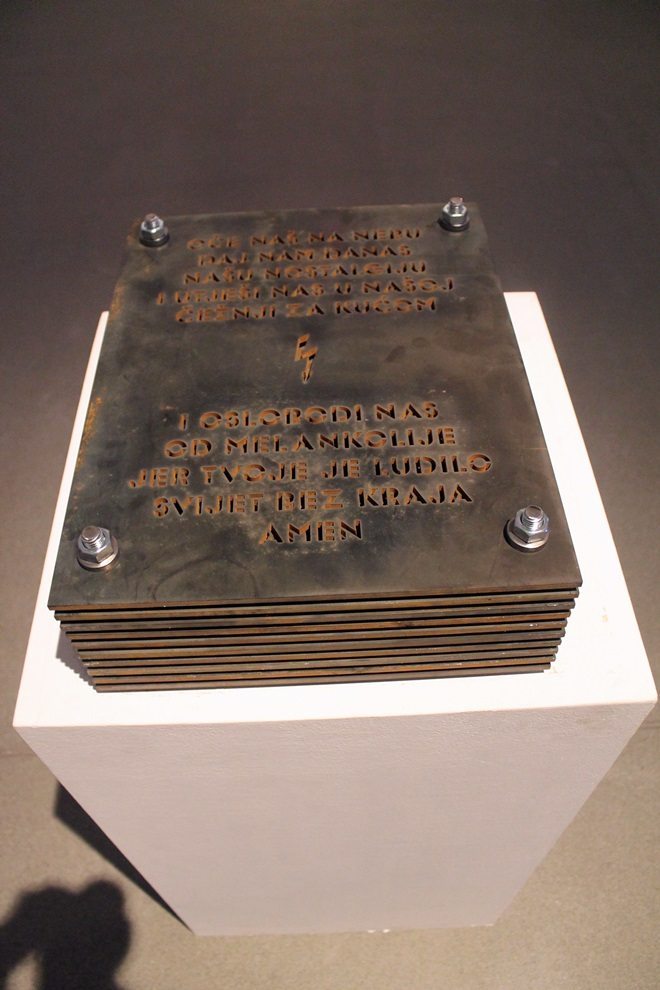 OČE NAŠ NA NEBU
DAJ NAM DANAS
NAŠU NOSTALGIJU
I UTJEŠI NAS U NAŠOJ
ČEŽNJI ZA KUĆOM
I OSLOBODI NAS
OD MELANKOLIJE
JER TVOJE JE LUDILO
SVIJET BEZ KRAJA
AMEN